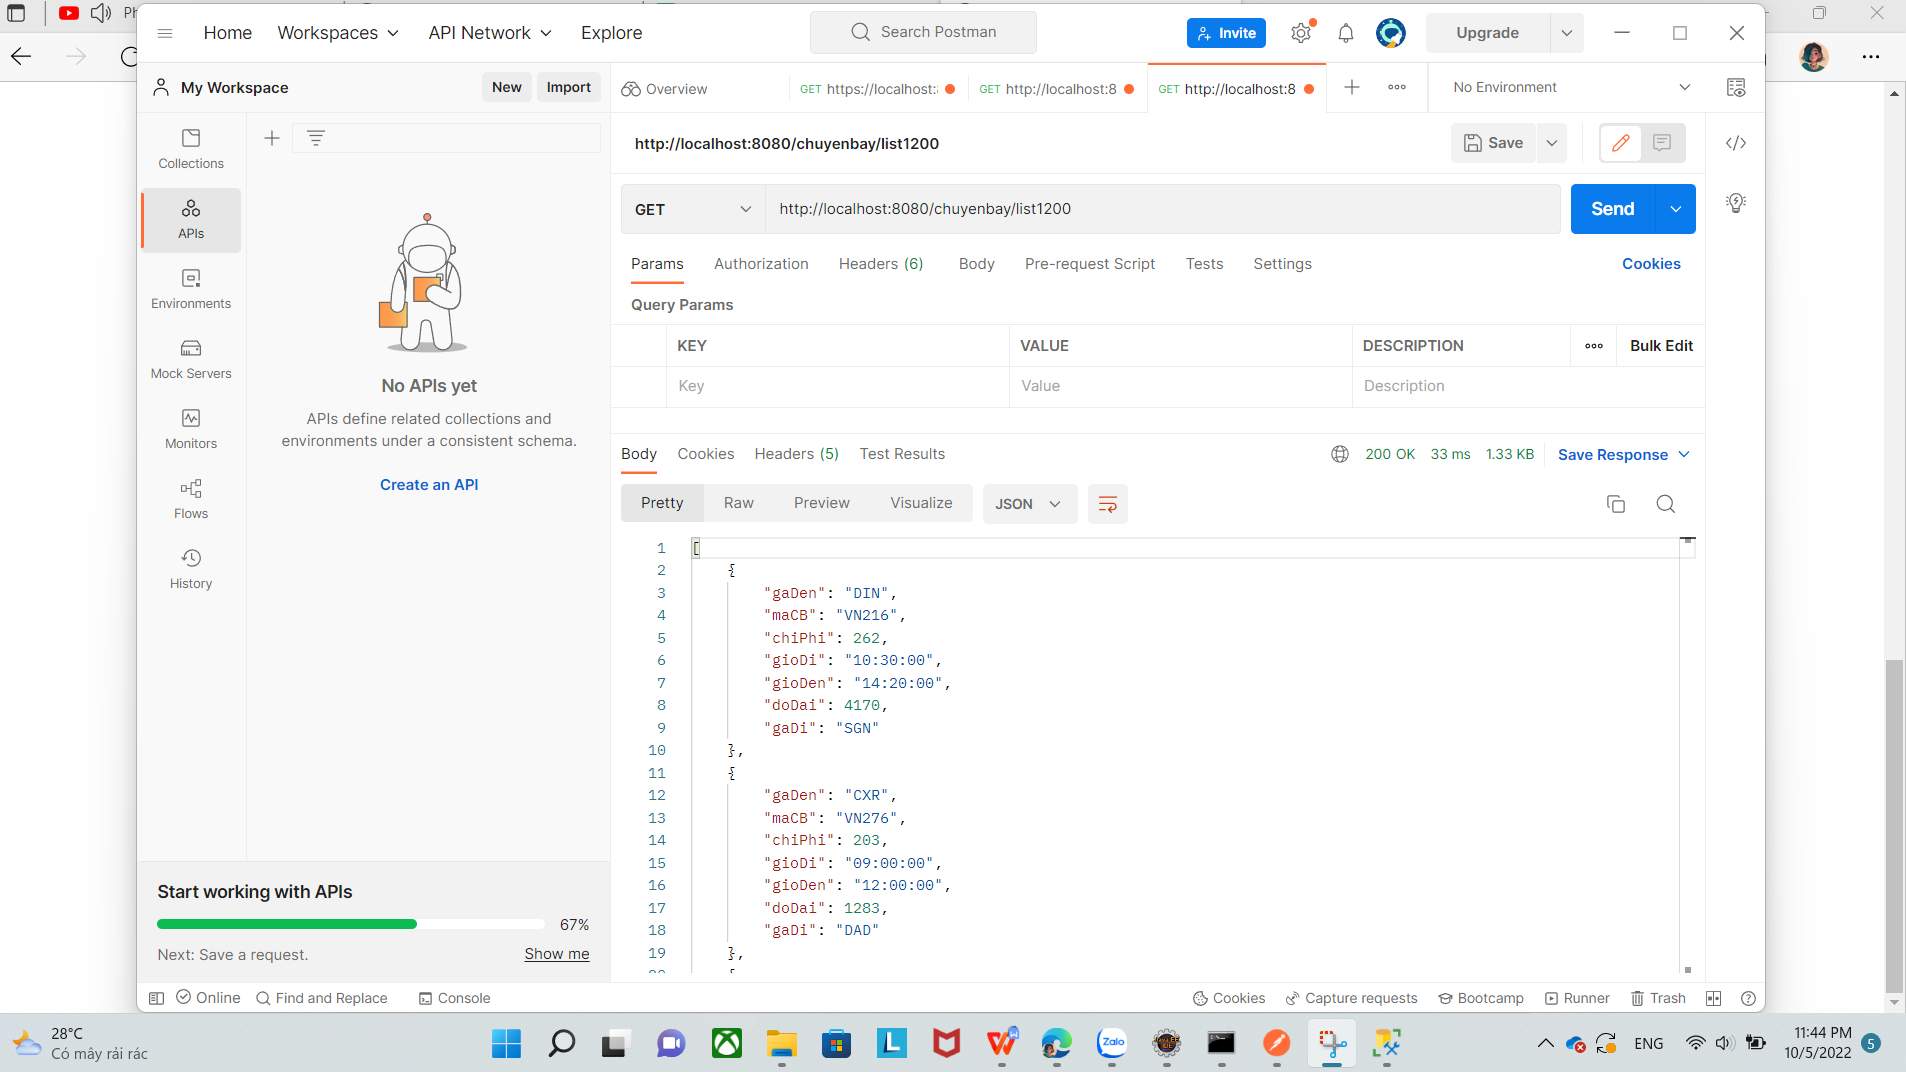 Home
Workspaces
API Network
Explore
Search Postman
Invite
Upgrade
My Workspace
New
Import
Overview
GET https://localhost:
GET http://localhost:8
GET http://localhost:8
No Environment
Collections
APIs
Environments
Mock Servers
Monitors
Flows
History
No APIs yet
APIs define related collections and
environments under a consistent schema.
Create an API
Start working with APIs
67%
Next: Save a request.
Show me
http://localhost:8080/chuyenbay/list1200
Save
GET
http://localhost:8080/chuyenbay/list1200
Send
Params
Authorization
Headers (6)
Body
Pre-request Script
Tests
Settings
Cookies
Query Params
KEY
VALUE
DESCRIPTION
Bulk Edit
Key
Value
Description
Body
Cookies
Headers (5)
Test Results
200 OK
33 ms
1.33 KB
Save Response
Pretty
Raw
Preview
Visualize
JSON
1 [
2 {
3 "gaDen": "DIN",
4 "maCB": "VN216",
5 "chiPhi": 262,
6 "gioDi": "10:30:00",
7 "gioDen": "14:20:00",
8 "doDai": 4170,
9 "gaDi": "SGN"
10 },
11 {
12 "gaDen": "CXR",
13 "maCB": "VN276",
14 "chiPhi": 203,
15 "gioDi": "09:00:00",
16 "gioDen": "12:00:00",
17 "doDai": 1283,
18 "gaDi": "DAD"
19 },
Online
Find and Replace
Console
Cookies
Capture requests
Bootcamp
Runner
Trash
28°C
Có mây rải rác
Zalo
ENG
11:44 PM
10/5/2022
5